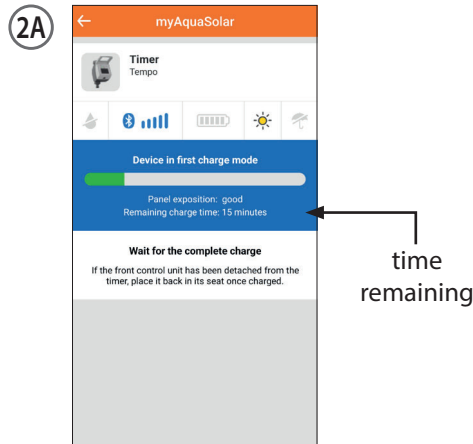 2A
myAquaSolar
Timer
Tempo
Device in first charge mode
Panel exposition: good
Remaining charge time: 15 minutes
Wait for the complete charge
If the front control unit has been detached from the
timer, place it back in its seat once charged.
time
remaining